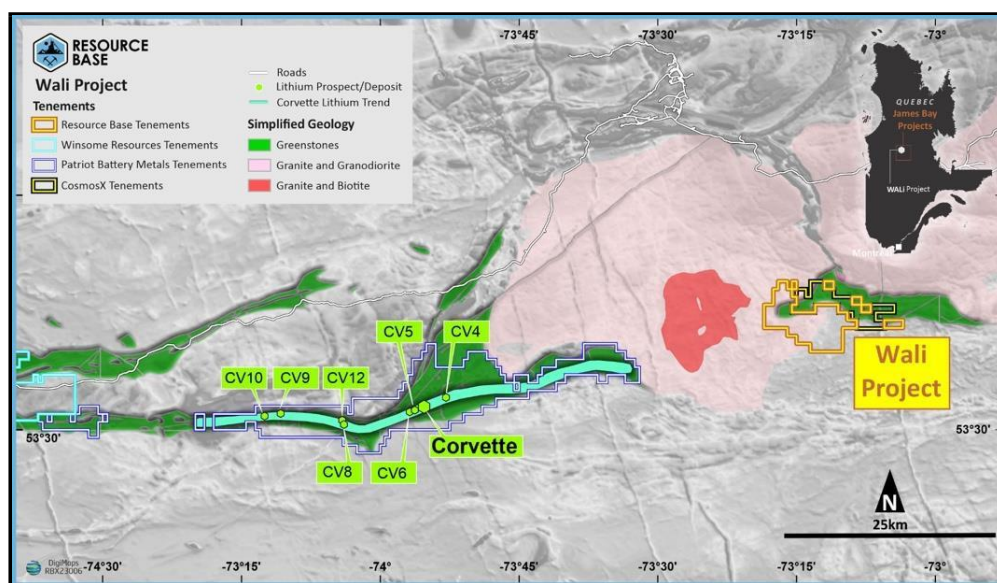 RESOURCE
BASE
Wali Project
Tenements
Resource Base Tenements
Winsome Resources Tenements
Patriot Battery Metals Tenements
CosmosX Tenements
Roads
Lithium Prospect/Deposit
Corvette Lithium Trend
Simplified Geology
Greenstones
Granite and Granodiorite
Granite and Biotite
-73°45'
-73°30'
-73°15'
-73°
QUEBEC
James Bay
Projects
WALi Project
Montreal
CV5
CV4
CV10
CV9
CV12
CV8
CV6
Corvette
Wali
Project
53°30'
53°30'
N
25km
DigiMaps
RBX23006
-74°30'
-73°15'
-74°
-73°45'
-73°30'
-73°15'
-73°